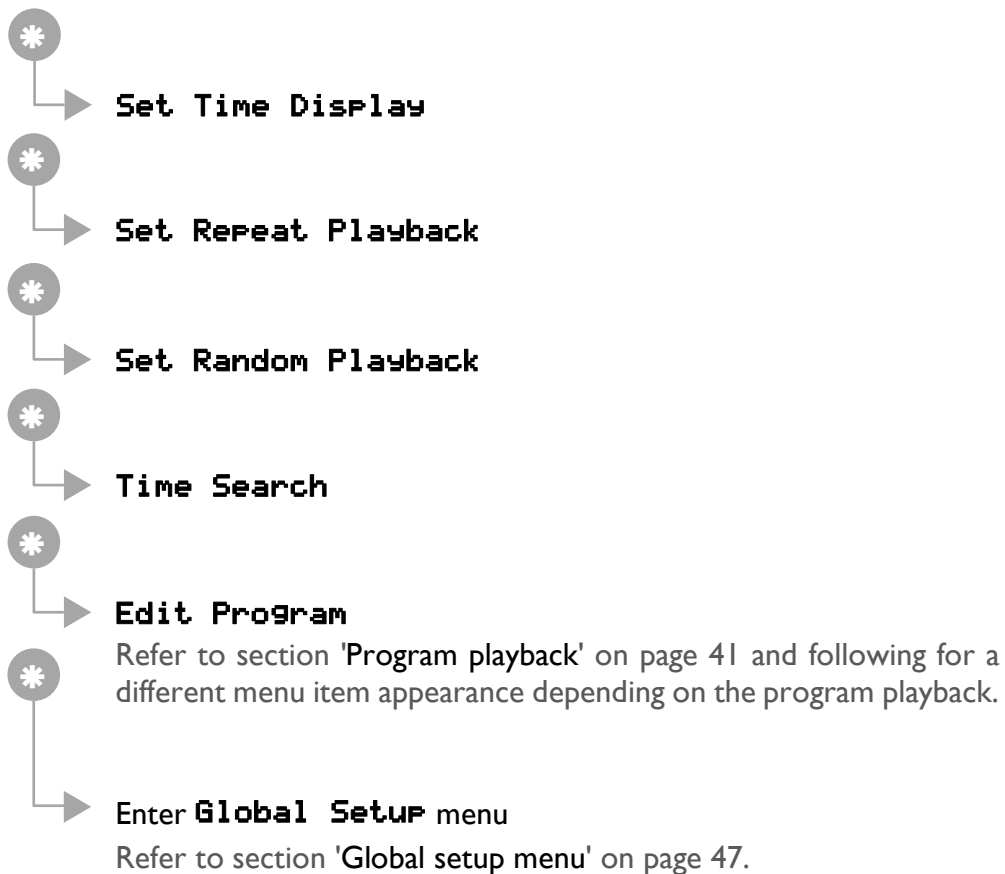 Set Time Display
Set Repeat Playback
Set Random Playback
Time Search
Edit Program
Refer to section 'Program playback' on page 41 and following for a
different menu item appearance depending on the program playback.
Enter Global Setup menu
Refer to section 'Global setup menu' on page 47.